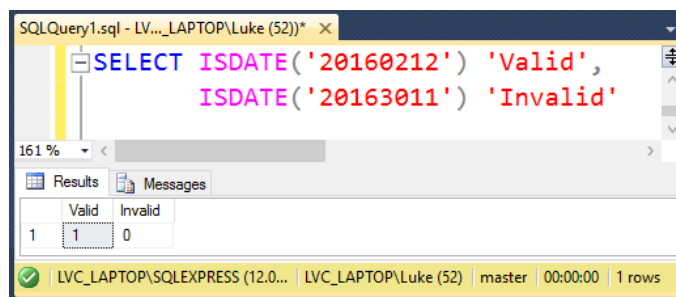 SQLQuery1.sql - LV..._LAPTOP\Luke (52))* ×
SELECT ISDATE('20160212') 'Valid',
ISDATE('20163011') 'Invalid'
161 %
Results Messages
Valid Invalid
1 1 0
LVC_LAPTOP\SQLEXPRESS (12.0... LVC_LAPTOP\Luke (52) master 00:00:00 1 rows